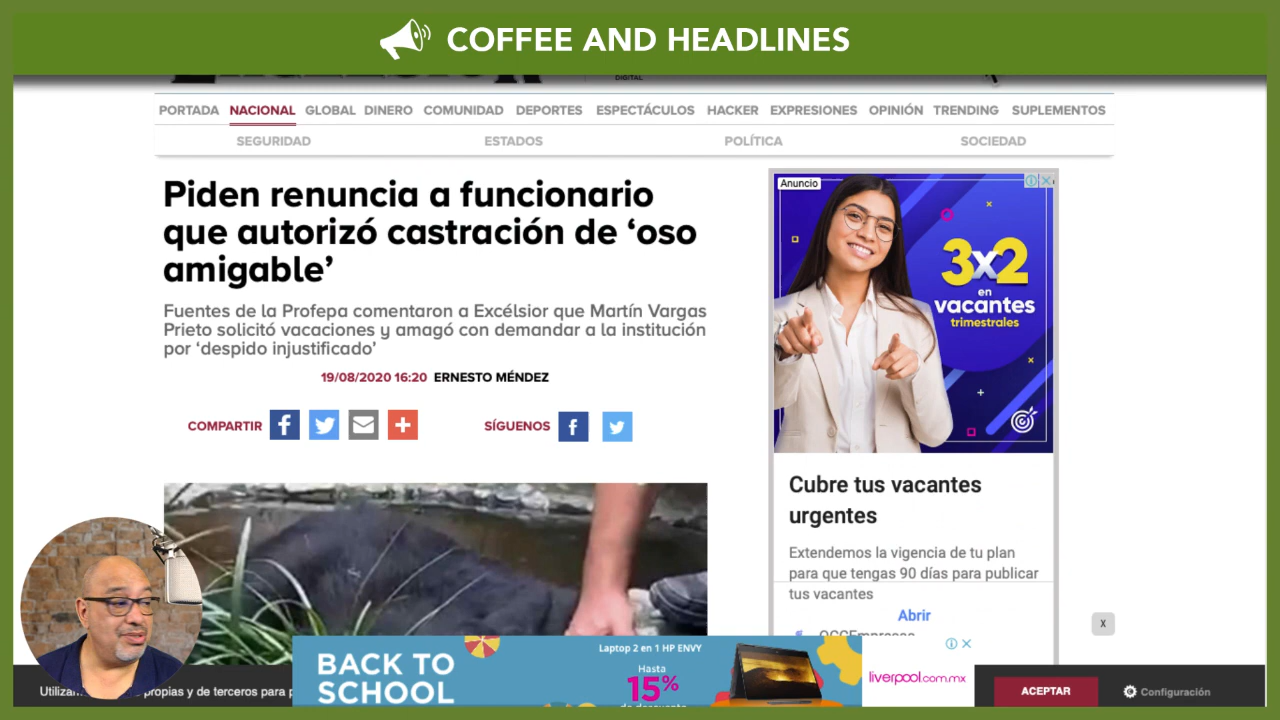 COFFEE AND HEADLINES
DIGITAL
PORTADA NACIONAL GLOBAL DINERO COMUNIDAD DEPORTES ESPECTÁCULOS HACKER EXPRESIONES OPINIÓN TRENDING SUPLEMENTOS
SEGURIDAD ESTADOS POLÍTICA SOCIEDAD
Piden renuncia a funcionario
que autorizó castración de ‘oso
amigable’
Fuentes de la Profepa comentaron a Excélsior que Martín Vargas
Prieto solicitó vacaciones y amagó con demandar a la institución
por ‘despido injustificado’
19/08/2020 16:20 ERNESTO MÉNDEZ
COMPARTIR
SÍGUENOS
Anuncio
3x2
en
vacantes
trimestrales
Cubre tus vacantes
urgentes
Extendemos la vigencia de tu plan
para que tengas 90 días para publicar
tus vacantes
Abrir
X
BACK TO
SCHOOL
Laptop 2 en 1 HP ENVY
Hasta
15%
liverpool.com.mx
propias y de terceros para
ACEPTAR
Configuración